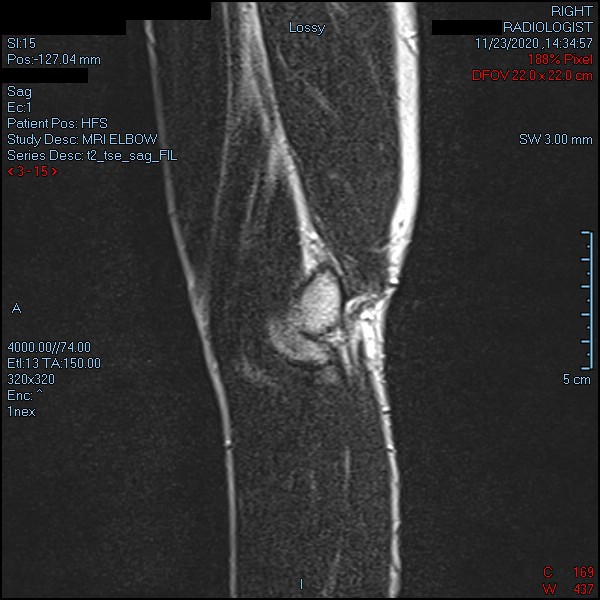 Lossy
RIGHT
RADIOLOGIST
11/23/2020 ,14:34:57
188% Pixel
DFOV 22.0 x 22.0 cm
SI:15
Pos:-127.04 mm
Sag
Ec:1
Patient Pos: HFS
Study Desc: MRI ELBOW
Series Desc: t2_tse_sag_FIL
< 3 - 15 >
SW 3.00 mm
A
4000.00//74.00
Etl:13 TA:150.00
320x320
Enc: ^
1nex
5 cm
I
C 169
W 437